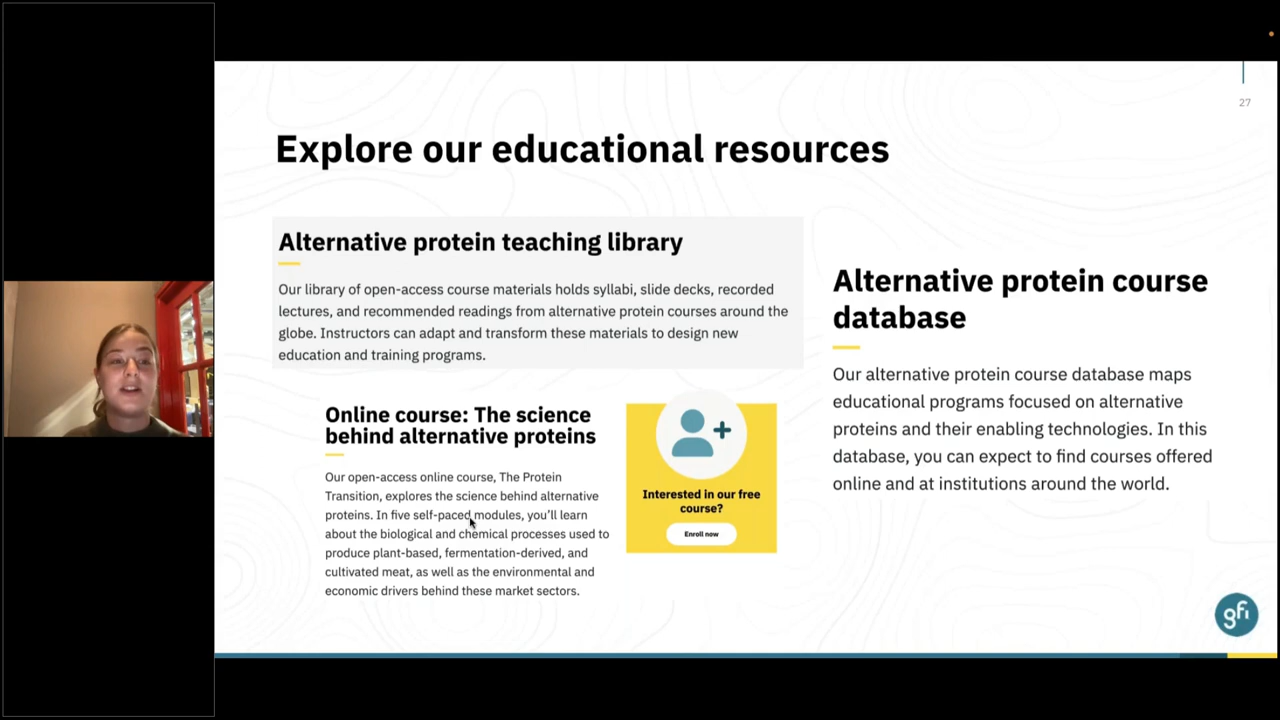 27
Explore our educational resources
Alternative protein teaching library
Our library of open-access course materials holds syllabi, slide decks, recorded
lectures, and recommended readings from alternative protein courses around the
globe. Instructors can adapt and transform these materials to design new
education and training programs.
Online course: The science
behind alternative proteins
Our open-access online course, The Protein
Transition, explores the science behind alternative
proteins. In five self-paced modules, you’ll learn
about the biological and chemical processes used to
produce plant-based, fermentation-derived, and
cultivated meat, as well as the environmental and
economic drivers behind these market sectors.
Interested in our free
course?
Enroll now
Alternative protein course
database
Our alternative protein course database maps
educational programs focused on alternative
proteins and their enabling technologies. In this
database, you can expect to find courses offered
online and at institutions around the world.
gfi